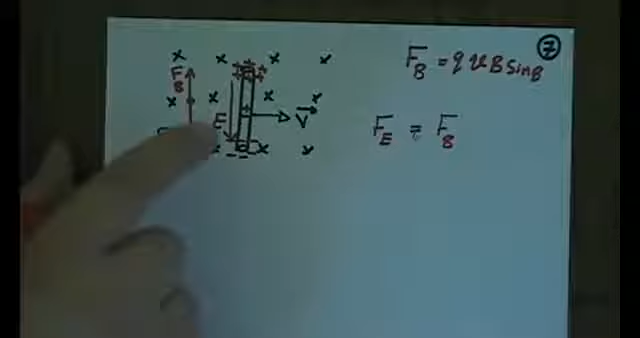 7
F_B = q v B sin θ
F_B
E
V
F_E = F_B